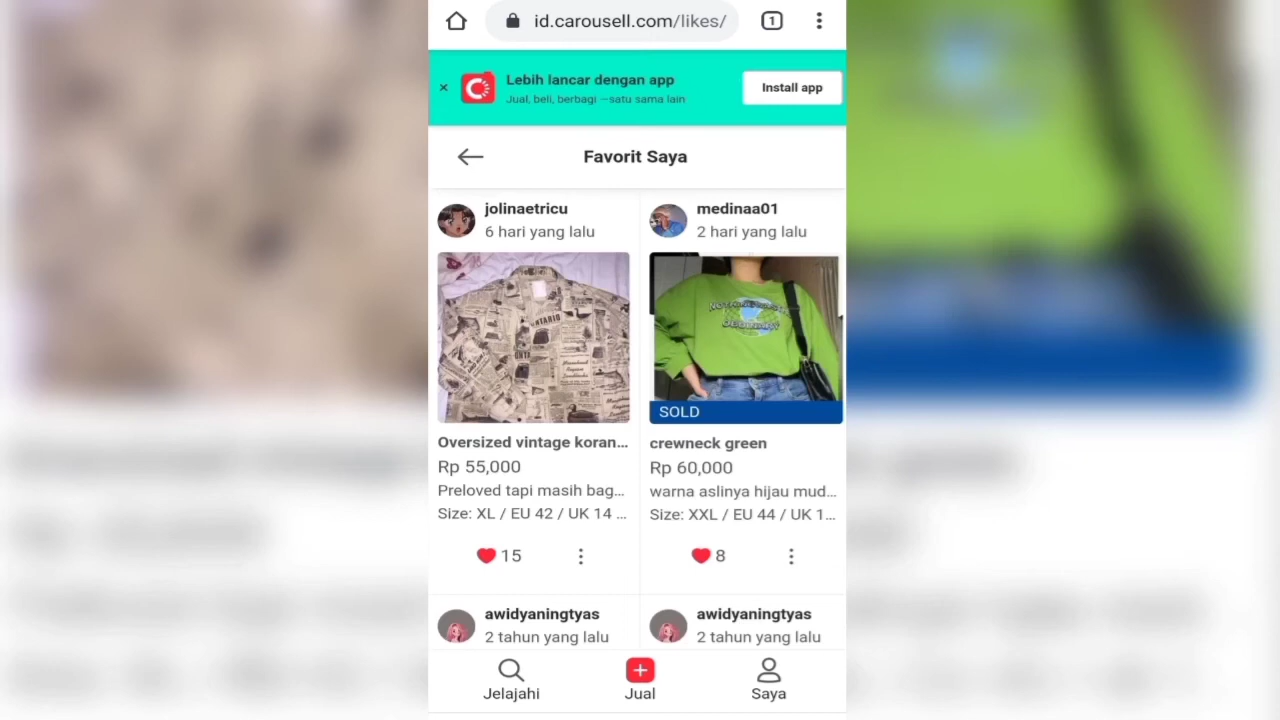 id.carousell.com/likes/
1
Lebih lancar dengan app
Jual, beli, berbagi —satu sama lain
Install app
Favorit Saya
jolinaetricu
6 hari yang lalu
medinaa01
2 hari yang lalu
ONTARIO
SOLD
Oversized vintage koran...
Rp 55,000
Preloved tapi masih bag...
Size: XL / EU 42 / UK 14 ...
15
crewneck green
Rp 60,000
warna aslinya hijau mud...
Size: XXL / EU 44 / UK 1...
8
awidyaningtyas
2 tahun yang lalu
awidyaningtyas
2 tahun yang lalu
Jelajahi
Jual
Saya